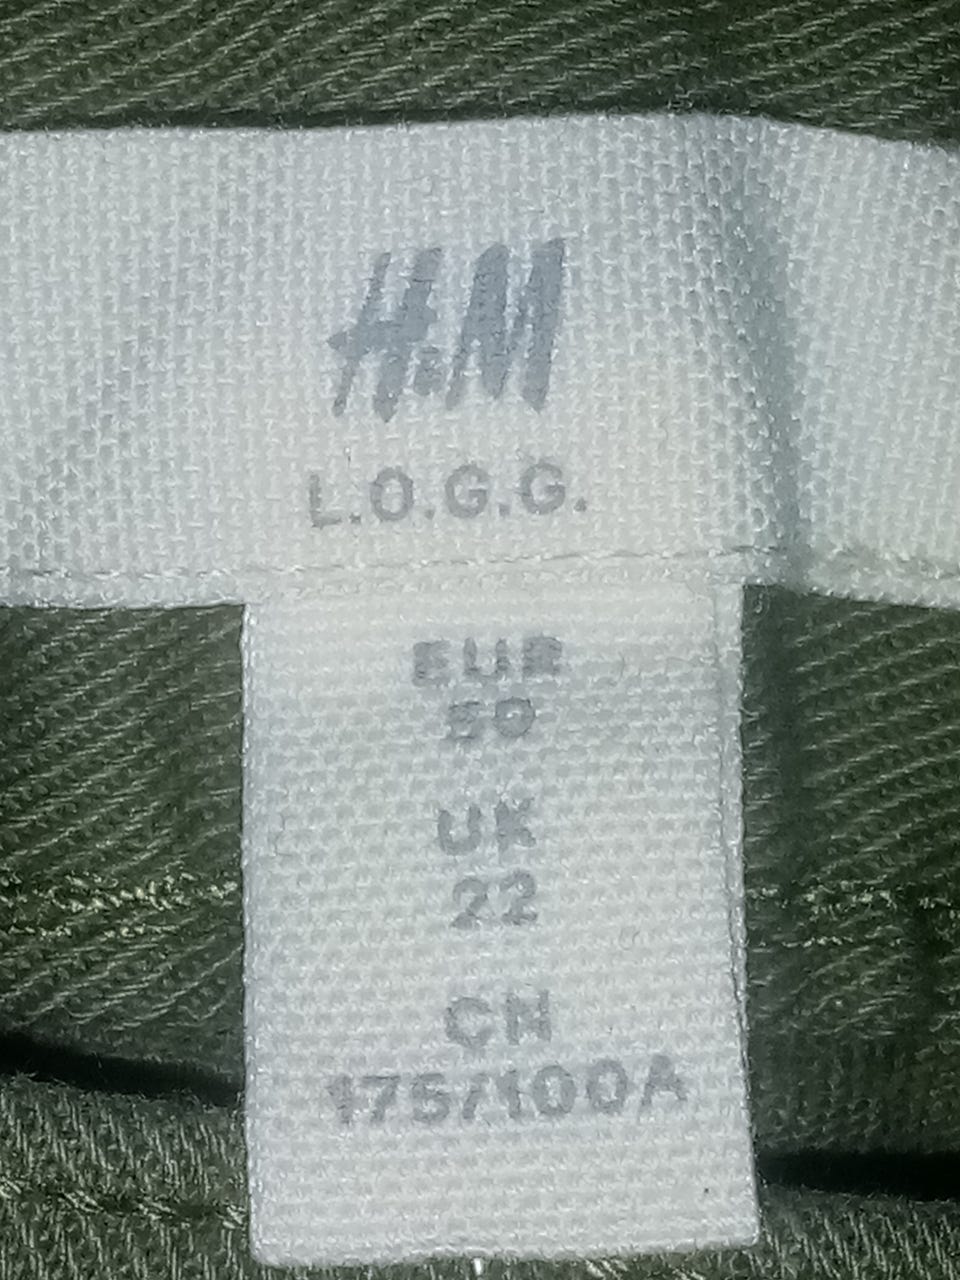 H&M
L.O.G.G.
EUR
50
UK
22
CN
175/100A